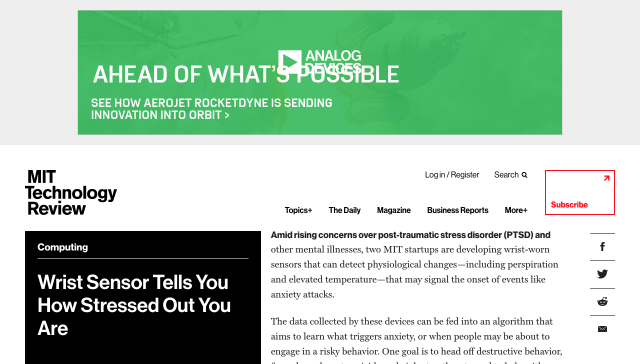 ANALOG
DEVICES
AHEAD OF WHAT'S POSSIBLE
SEE HOW AEROJET ROCKETDYNE IS SENDING
INNOVATION INTO ORBIT >
MIT
Technology
Review
Log in / Register
Search
Subscribe
Topics+
The Daily
Magazine
Business Reports
More+
Computing
Wrist Sensor Tells You
How Stressed Out You
Are
Amid rising concerns over post-traumatic stress disorder (PTSD) and
other mental illnesses, two MIT startups are developing wrist-worn
sensors that can detect physiological changes—including perspiration
and elevated temperature—that may signal the onset of events like
anxiety attacks.
The data collected by these devices can be fed into an algorithm that
aims to learn what triggers anxiety, or when people may be about to
engage in a risky behavior. One goal is to head off destructive behavior,